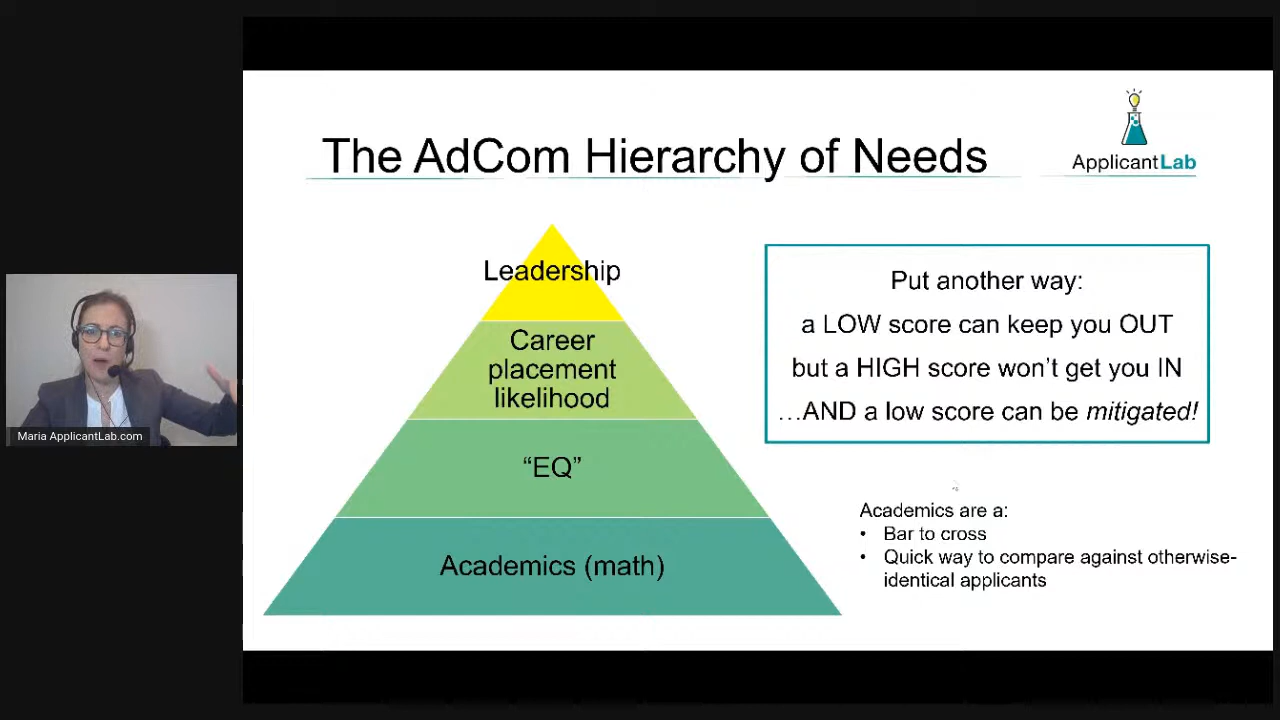 The AdCom Hierarchy of Needs
ApplicantLab
Leadership
Career
placement
likelihood
“EQ”
Academics (math)
Put another way:
a LOW score can keep you OUT
but a HIGH score won’t get you IN
…AND a low score can be mitigated!
Academics are a:
• Bar to cross
• Quick way to compare against otherwise-
identical applicants
Maria ApplicantLab.com